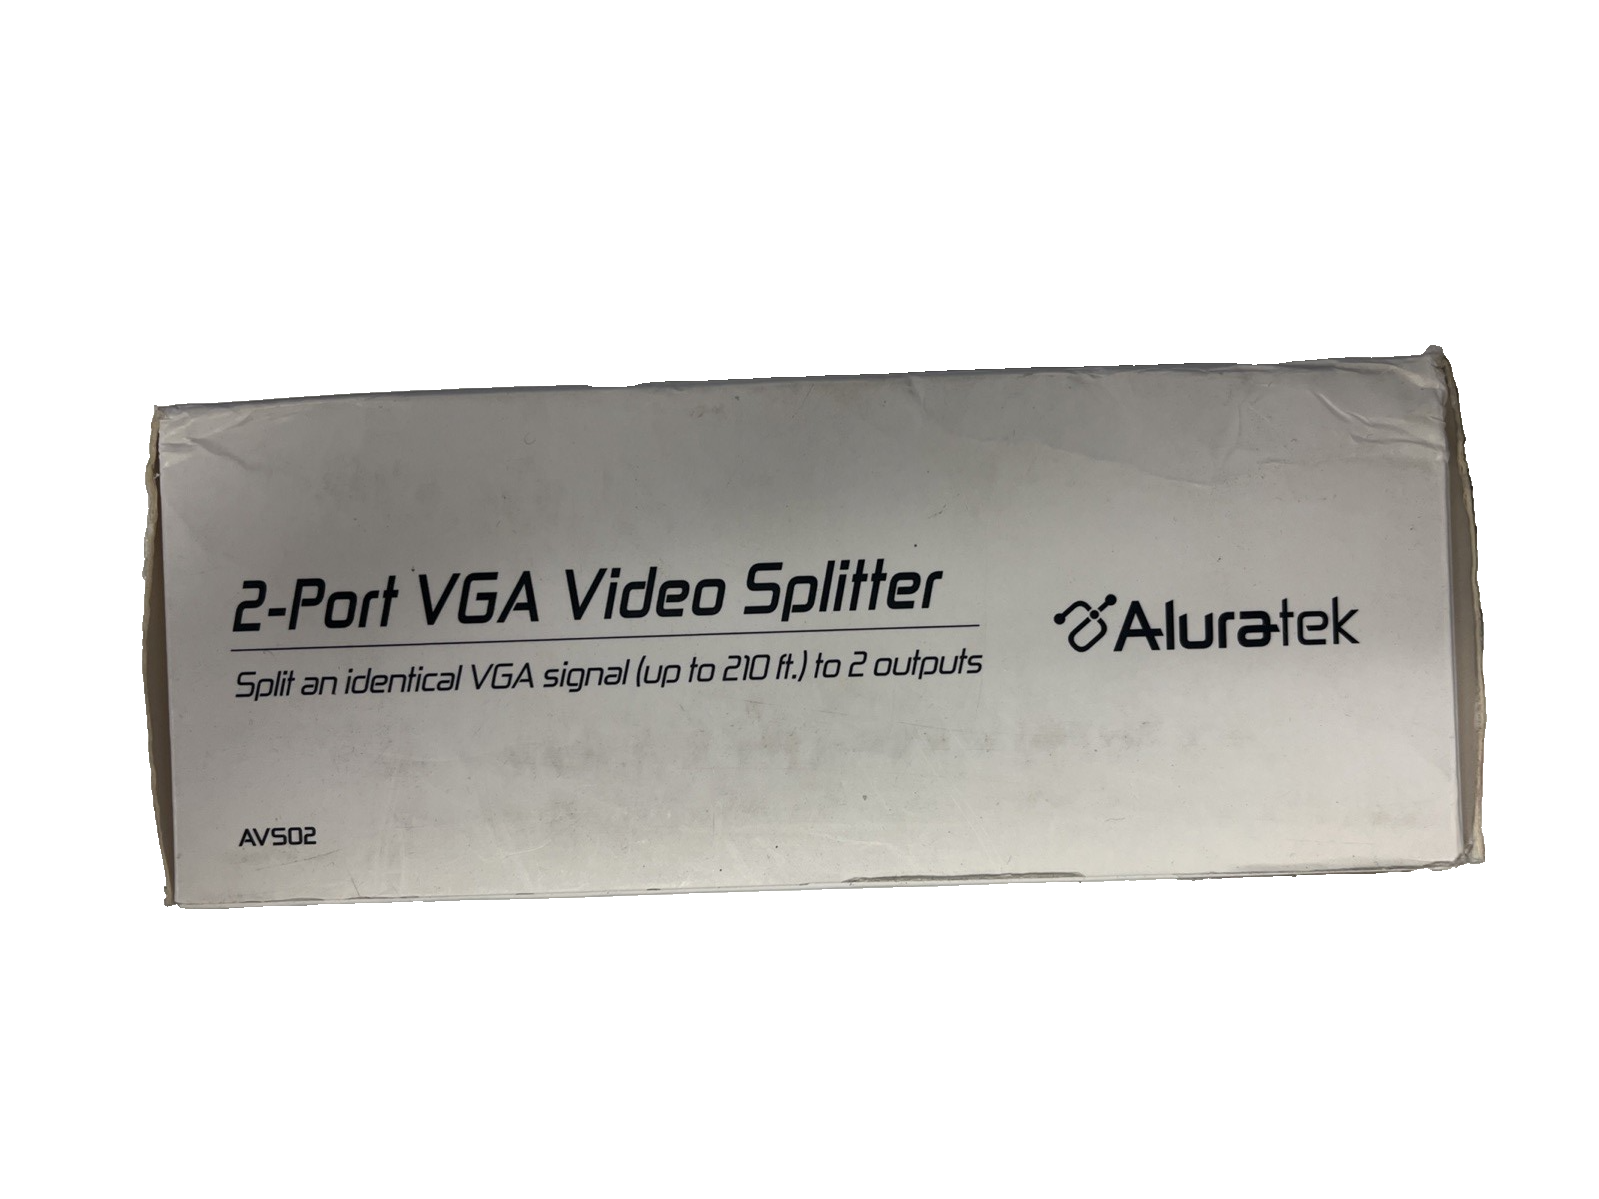 2-Port VGA Video Splitter
Split an identical VGA signal (up to 210 ft.) to 2 outputs
Aluratek
AVS02